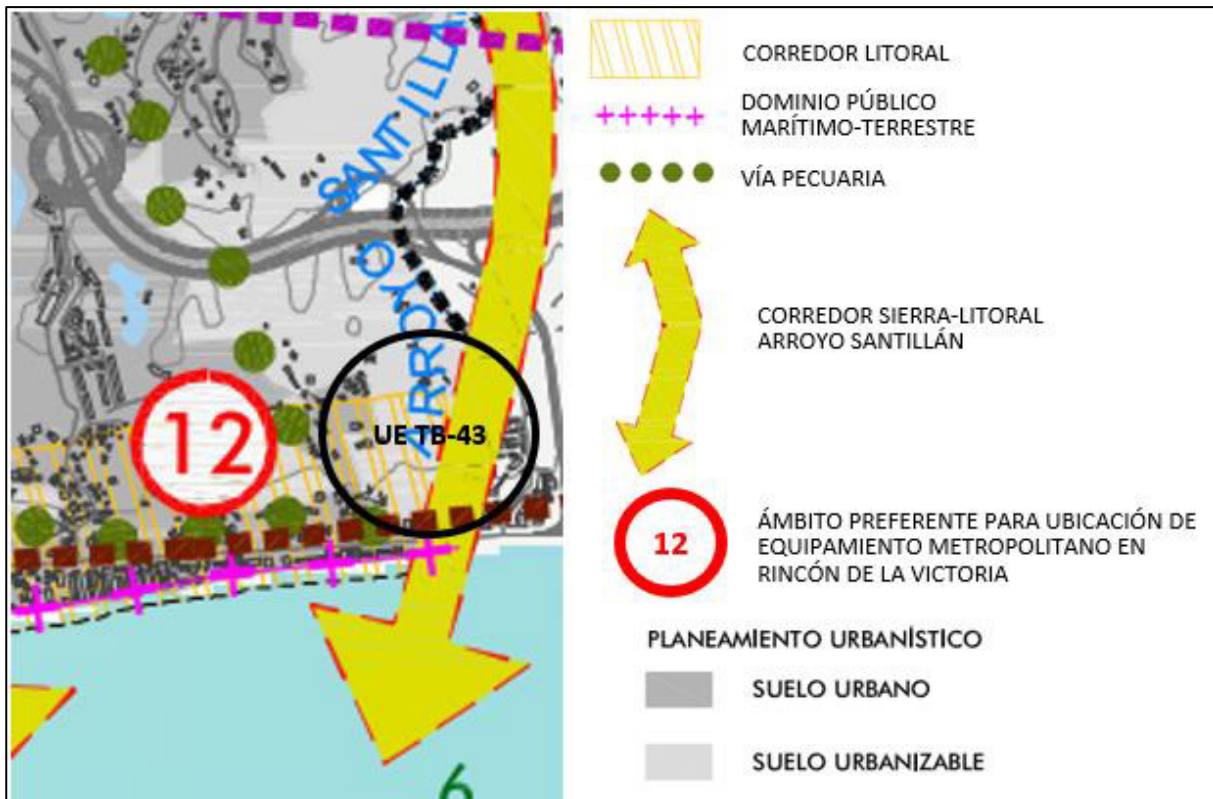 ARROYO SANTILLÁ
12
UE TB-43
6
CORREDOR LITORAL
DOMINIO PÚBLICO
MARÍTIMO-TERRESTRE
VÍA PECUARIA
CORREDOR SIERRA-LITORAL
ARROYO SANTILLÁN
12
ÁMBITO PREFERENTE PARA UBICACIÓN DE
EQUIPAMIENTO METROPOLITANO EN
RINCÓN DE LA VICTORIA
PLANEAMIENTO URBANÍSTICO
SUELO URBANO
SUELO URBANIZABLE